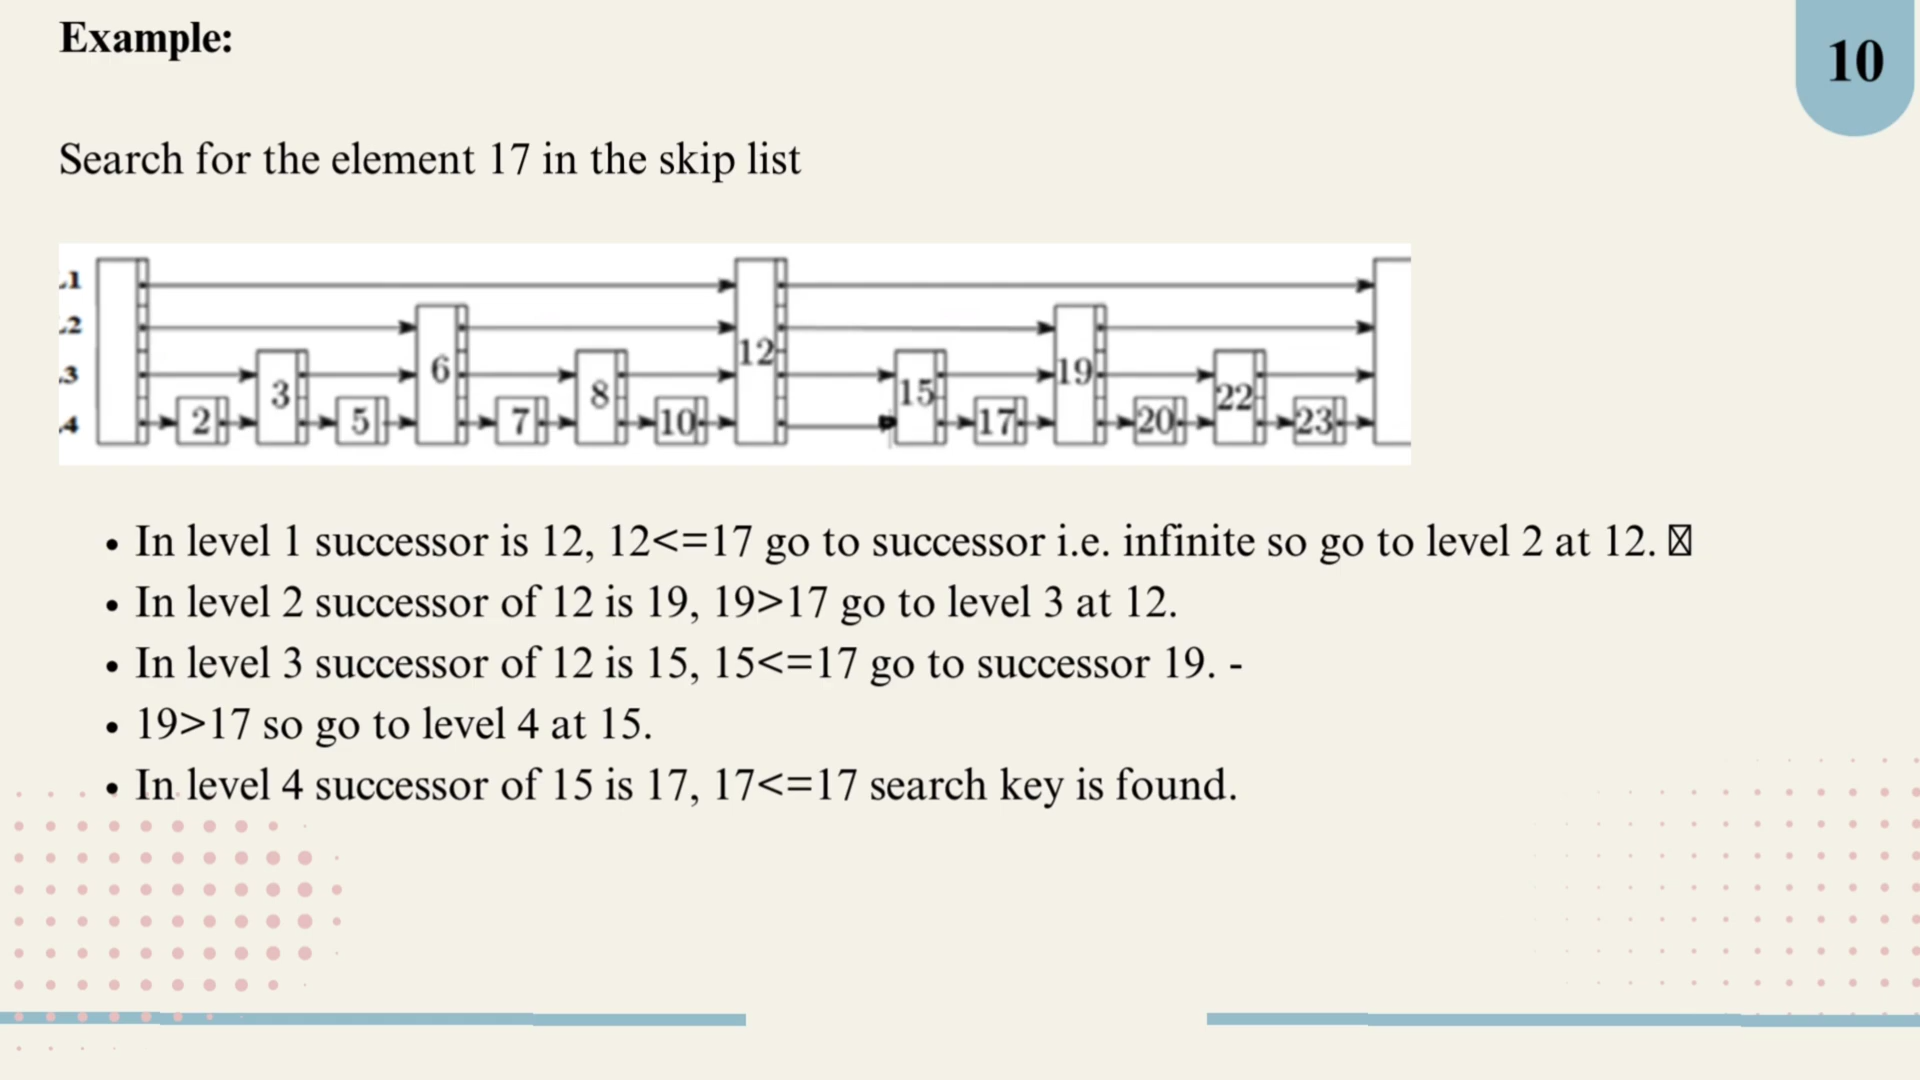 Example:
10
Search for the element 17 in the skip list
.1
.2
.3
.4
2 3 5 6 7 8 10 12 15 17 19 20 22 23
• In level 1 successor is 12, 12<=17 go to successor i.e. infinite so go to level 2 at 12.
• In level 2 successor of 12 is 19, 19>17 go to level 3 at 12.
• In level 3 successor of 12 is 15, 15<=17 go to successor 19. -
• 19>17 so go to level 4 at 15.
• In level 4 successor of 15 is 17, 17<=17 search key is found.